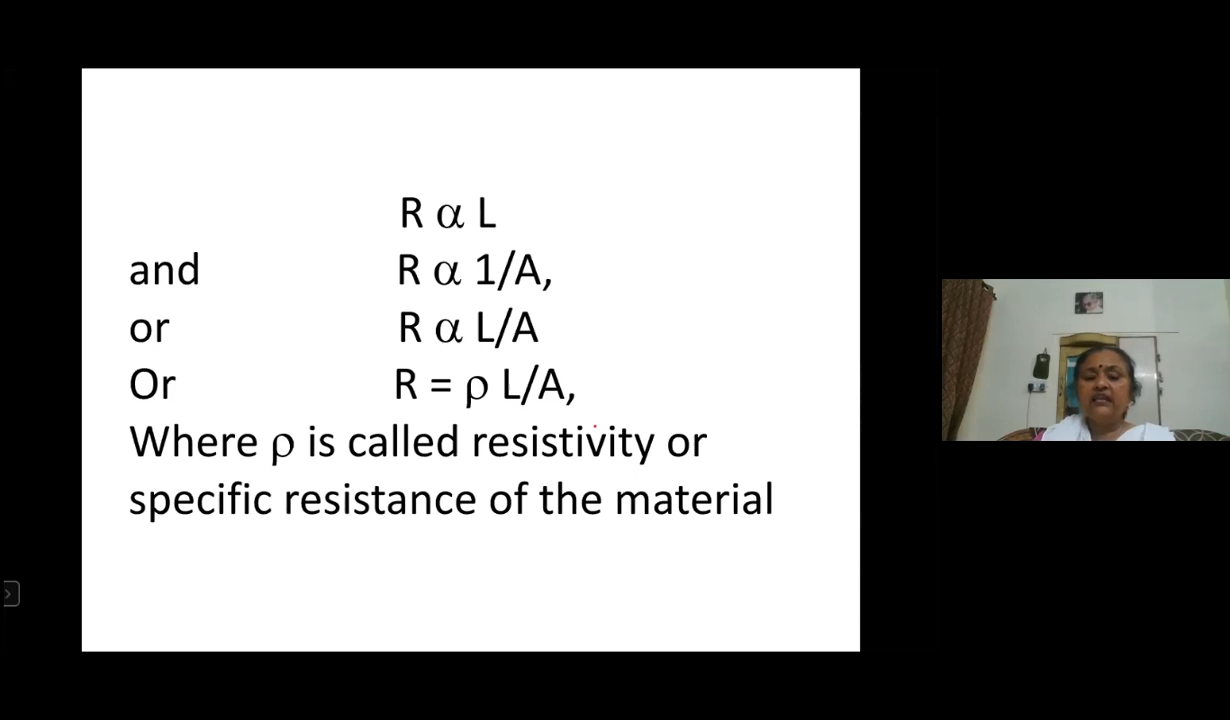 R α L
and R α 1/A,
or R α L/A
Or R = ρ L/A,
Where ρ is called resistivity or
specific resistance of the material